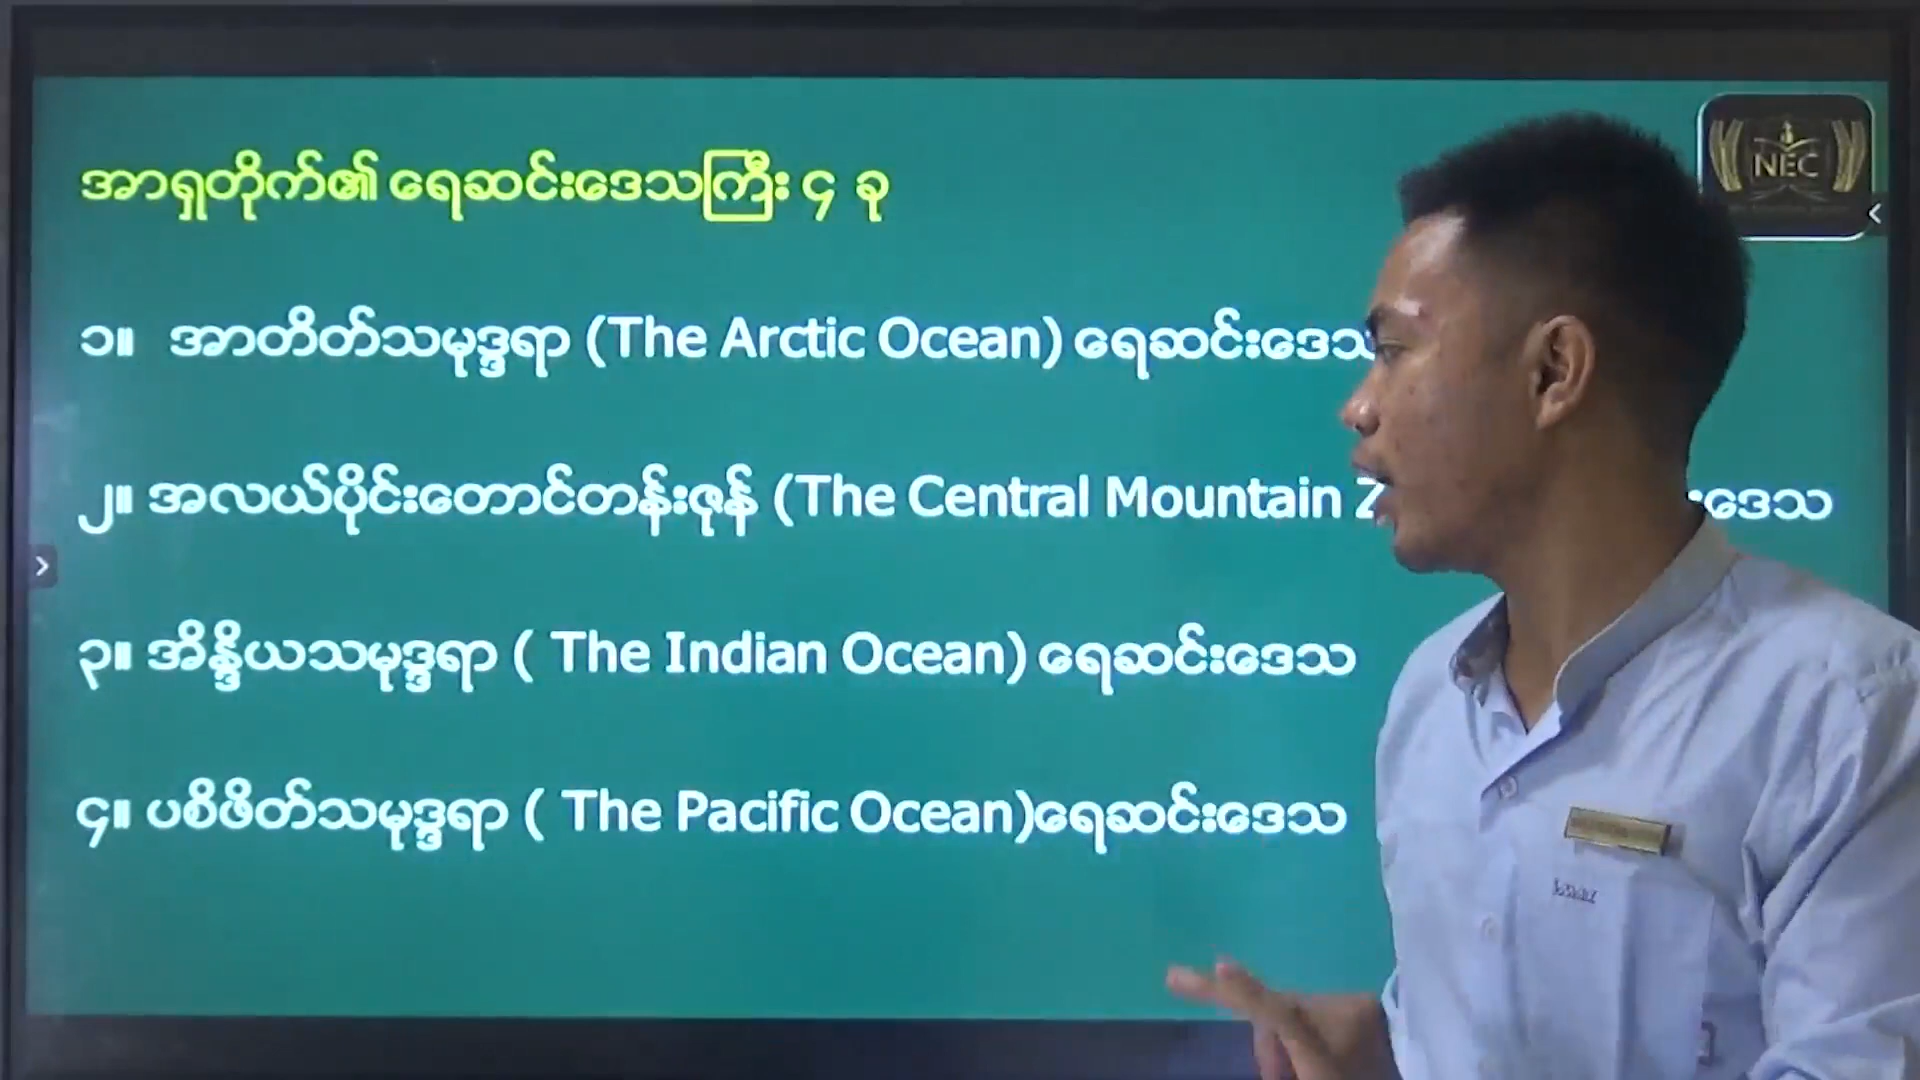 NEC
အာရှတိုက်၏ ရေဆင်းဒေသကြီး ၄ ခု
၁။ အာတိတ်သမုဒ္ဒရာ (The Arctic Ocean) ရေဆင်းဒေသ
၂။ အလယ်ပိုင်းတောင်တန်းဇုန် (The Central Mountain ဒေသ
၃။ အိန္ဒိယသမုဒ္ဒရာ ( The Indian Ocean) ရေဆင်းဒေသ
၄။ ပစိဖိတ်သမုဒ္ဒရာ ( The Pacific Ocean)ရေဆင်းဒေသ